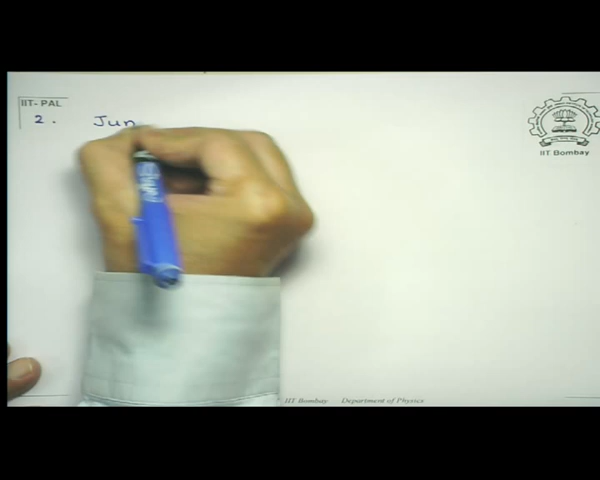 IIT- PAL
2. Jun
IIT Bombay
IIT Bombay Department of Physics